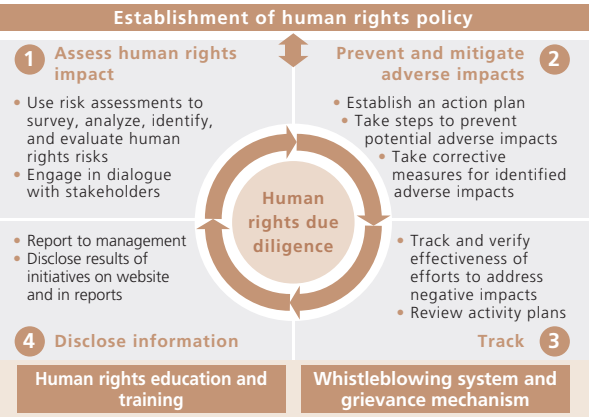 Establishment of human rights policy
1 Assess human rights
impact
• Use risk assessments to
survey, analyze, identify,
and evaluate human
rights risks
• Engage in dialogue
with stakeholders
Prevent and mitigate 2
adverse impacts
• Establish an action plan
• Take steps to prevent
potential adverse impacts
• Take corrective
measures for identified
adverse impacts
Human
rights due
diligence
• Report to management
• Disclose results of
initiatives on website
and in reports
4 Disclose information
• Track and verify
effectiveness of
efforts to address
negative impacts
• Review activity plans
Track 3
Human rights education and
training
Whistleblowing system and
grievance mechanism